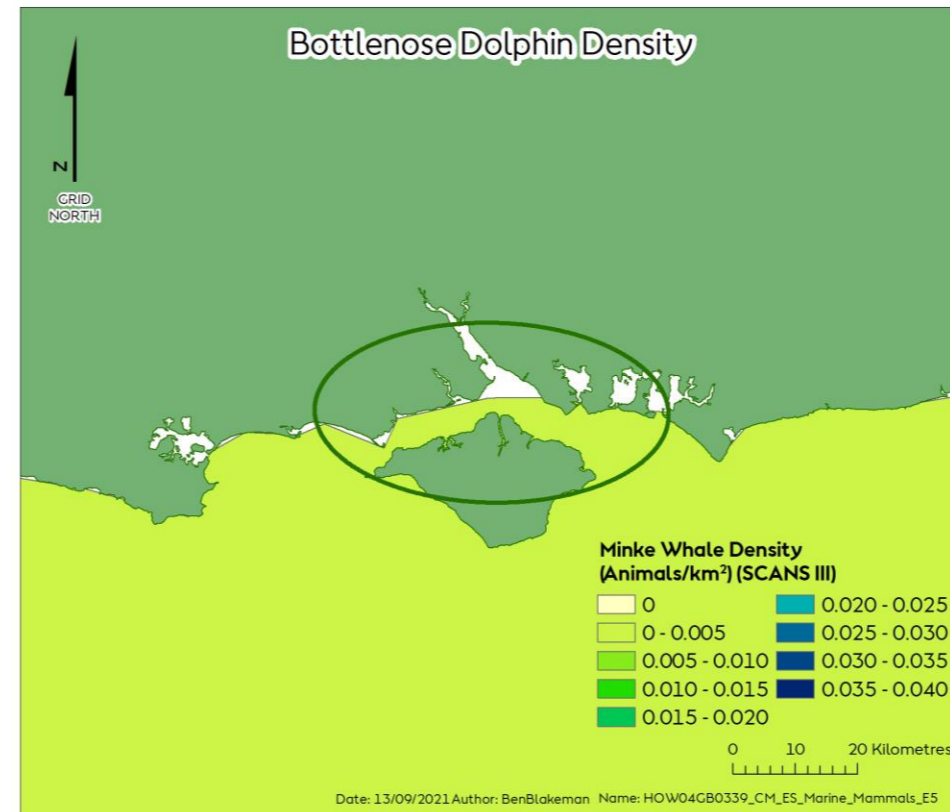 Bottlenose Dolphin Density
N
GRID
NORTH
Minke Whale Density
(Animals/km²) (SCANS III)
0
0 - 0.005
0.005 - 0.010
0.010 - 0.015
0.015 - 0.020
0.020 - 0.025
0.025 - 0.030
0.030 - 0.035
0.035 - 0.040
0 10 20 Kilometres
Date: 13/09/2021 Author: BenBlakeman Name: HOW04GB0339_CM_ES_Marine_Mammals_E5